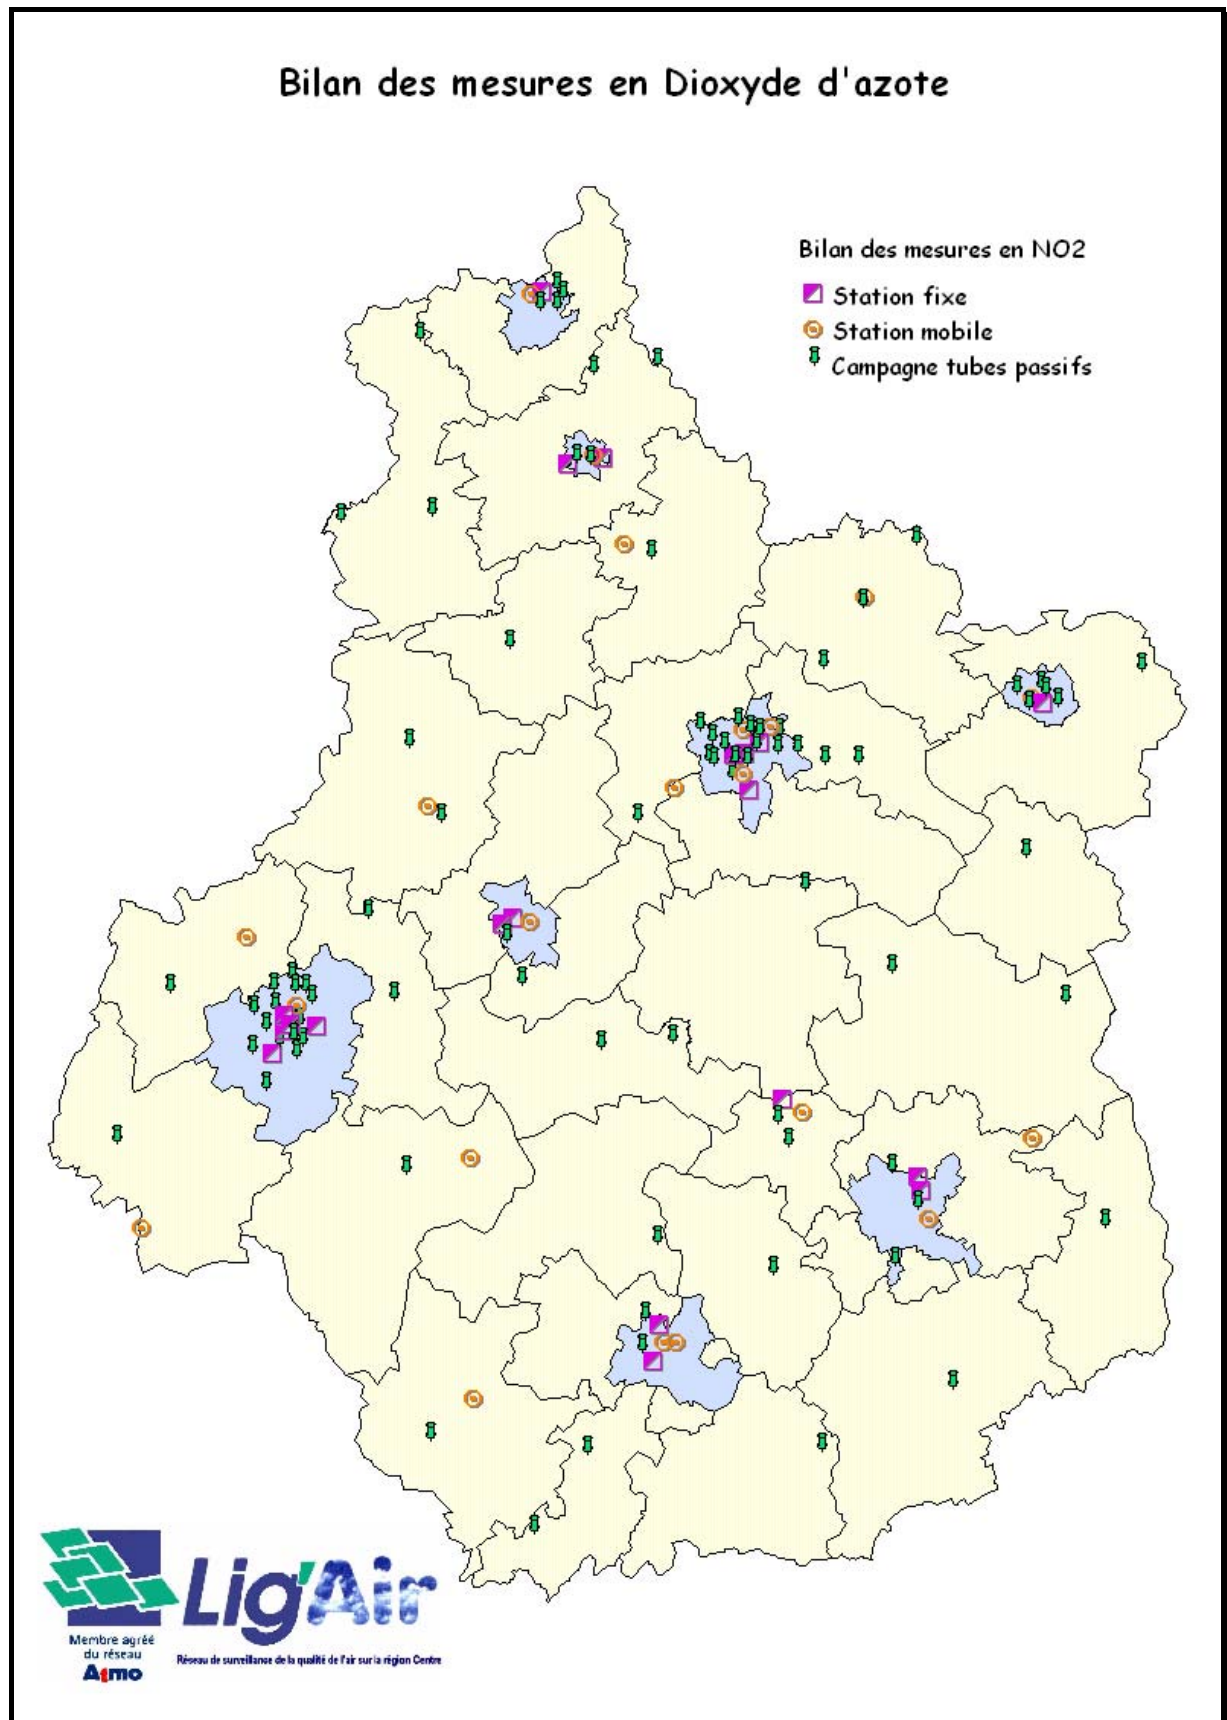 Bilan des mesures en Dioxyde d'azote
Bilan des mesures en NO2
Station fixe
Station mobile
Campagne tubes passifs
Lig'Air
Membre agréé
du réseau
Atmo
Réseau de surveillance de la qualité de l'air sur la région Centre